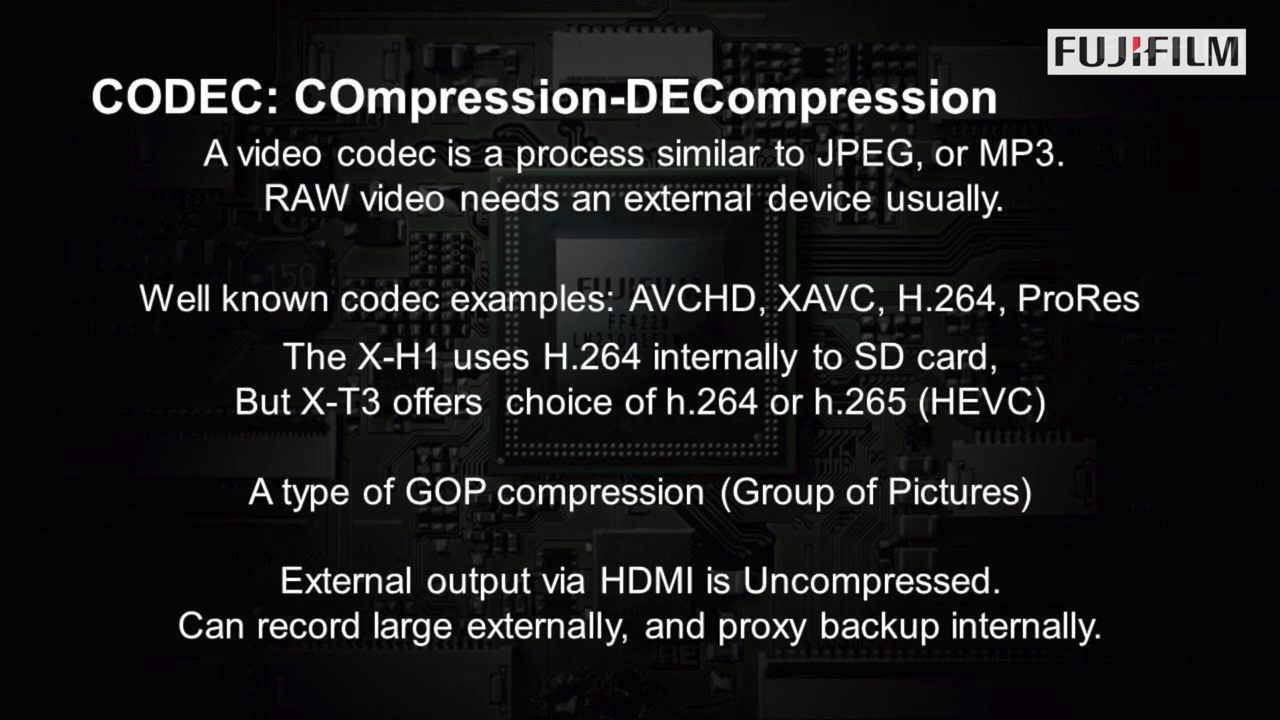 FUJIFILM
CODEC: COmpression-DECompression
A video codec is a process similar to JPEG, or MP3.
RAW video needs an external device usually.
Well known codec examples: AVCHD, XAVC, H.264, ProRes
The X-H1 uses H.264 internally to SD card,
But X-T3 offers choice of h.264 or h.265 (HEVC)
A type of GOP compression (Group of Pictures)
External output via HDMI is Uncompressed.
Can record large externally, and proxy backup internally.
150
FUJIFILM
FF4229